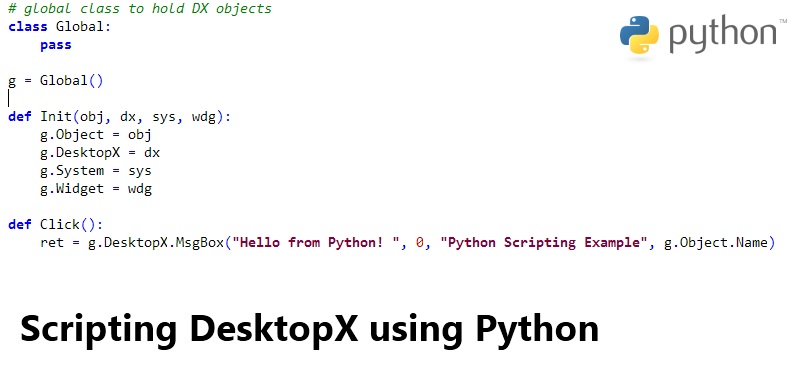 # global class to hold DX objects
class Global:
    pass
python™
g = Global()
def Init(obj, dx, sys, wdg):
    g.Object = obj
    g.DesktopX = dx
    g.System = sys
    g.Widget = wdg
def Click():
    ret = g.DesktopX.MsgBox("Hello from Python! ", 0, "Python Scripting Example", g.Object.Name)
Scripting DesktopX using Python